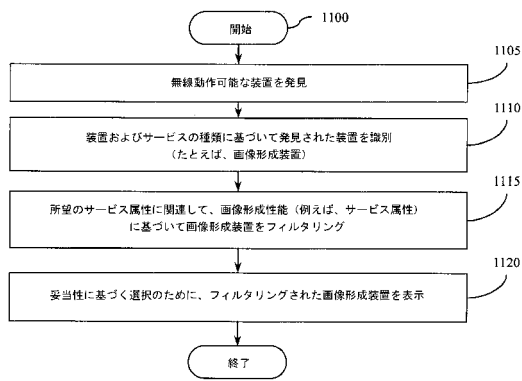 開始
1100
1105
無線動作可能な装置を発見
1110
装置およびサービスの種類に基づいて発見された装置を識別
（たとえば、画像形成装置）
1115
所望のサービス属性に関連して、画像形成性能（例えば、サービス属性）
に基づいて画像形成装置をフィルタリング
1120
妥当性に基づく選択のために、フィルタリングされた画像形成装置を表示
終了